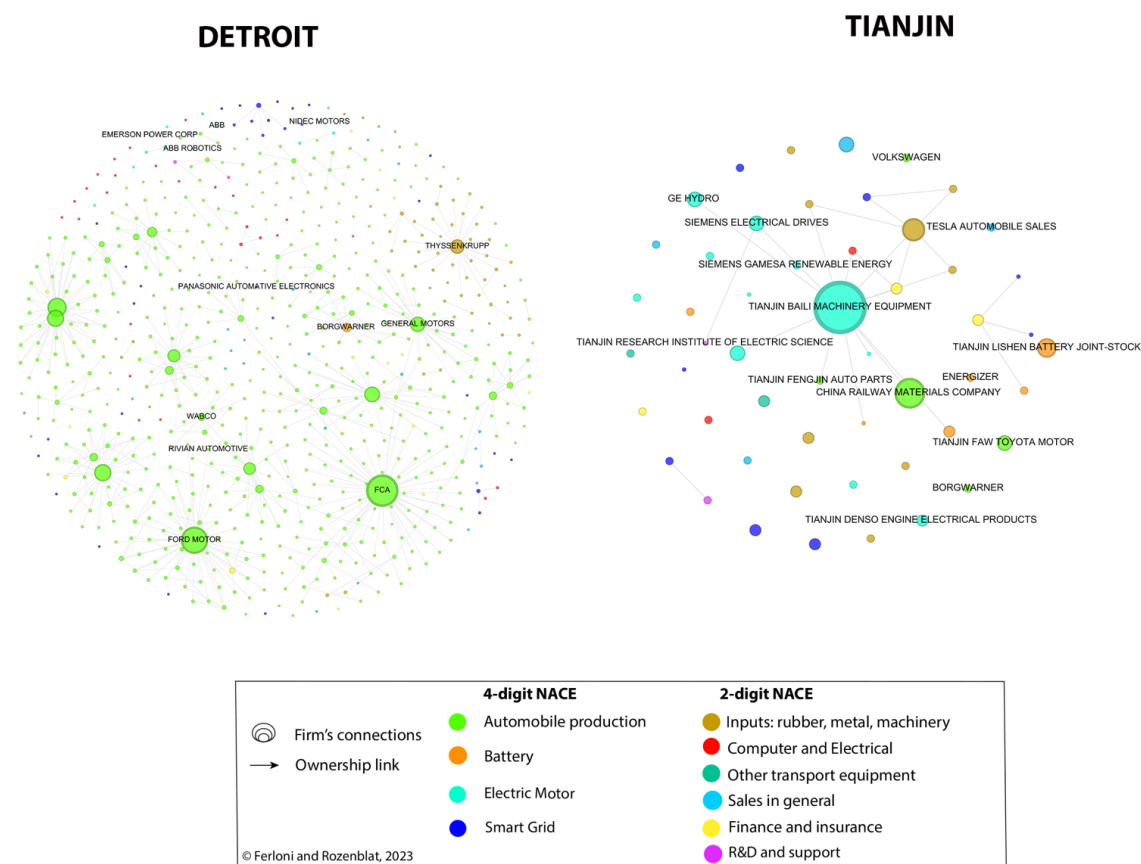 DETROIT
TIANJIN
NIDEC MOTORS
ABB
EMERSON POWER CORP
ABB ROBOTICS
THYSSENKRUPP
PANASONIC AUTOMATIVE ELECTRONICS
BORGWARNER
GENERAL MOTORS
WABCO
RIVIAN AUTOMOTIVE
FCA
FORD MOTOR
VOLKSWAGEN
GE HYDRO
SIEMENS ELECTRICAL DRIVES
TESLA AUTOMOBILE SALES
SIEMENS GAMESA RENEWABLE ENERGY
TIANJIN BAILI MACHINERY EQUIPMENT
TIANJIN RESEARCH INSTITUTE OF ELECTRIC SCIENCE
TIANJIN LISHEN BATTERY JOINT-STOCK
TIANJIN FENGJIN AUTO PARTS
ENERGIZER
CHINA RAILWAY MATERIALS COMPANY
TIANJIN FAW TOYOTA MOTOR
BORGWARNER
TIANJIN DENSO ENGINE ELECTRICAL PRODUCTS
Firm's connections
Ownership link
4-digit NACE
Automobile production
Battery
Electric Motor
Smart Grid
2-digit NACE
Inputs: rubber, metal, machinery
Computer and Electrical
Other transport equipment
Sales in general
Finance and insurance
R&D and support
© Ferloni and Rozenblat, 2023